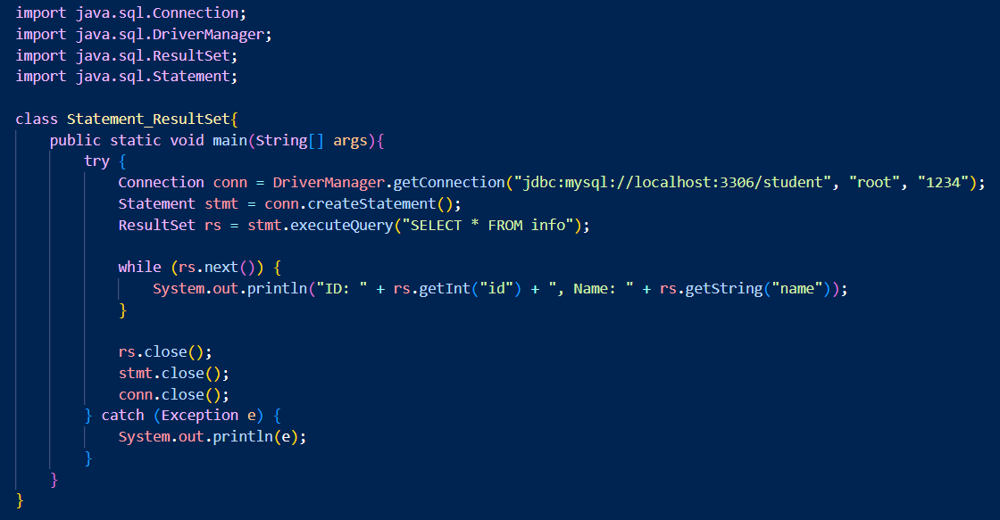 import java.sql.Connection;
import java.sql.DriverManager;
import java.sql.ResultSet;
import java.sql.Statement;

class Statement_ResultSet{
    public static void main(String[] args){
        try {
            Connection conn = DriverManager.getConnection("jdbc:mysql://localhost:3306/student", "root", "1234");
            Statement stmt = conn.createStatement();
            ResultSet rs = stmt.executeQuery("SELECT * FROM info");

            while (rs.next()) {
                System.out.println("ID: " + rs.getInt("id") + ", Name: " + rs.getString("name"));
            }

            rs.close();
            stmt.close();
            conn.close();
        } catch (Exception e) {
            System.out.println(e);
        }
    }
}